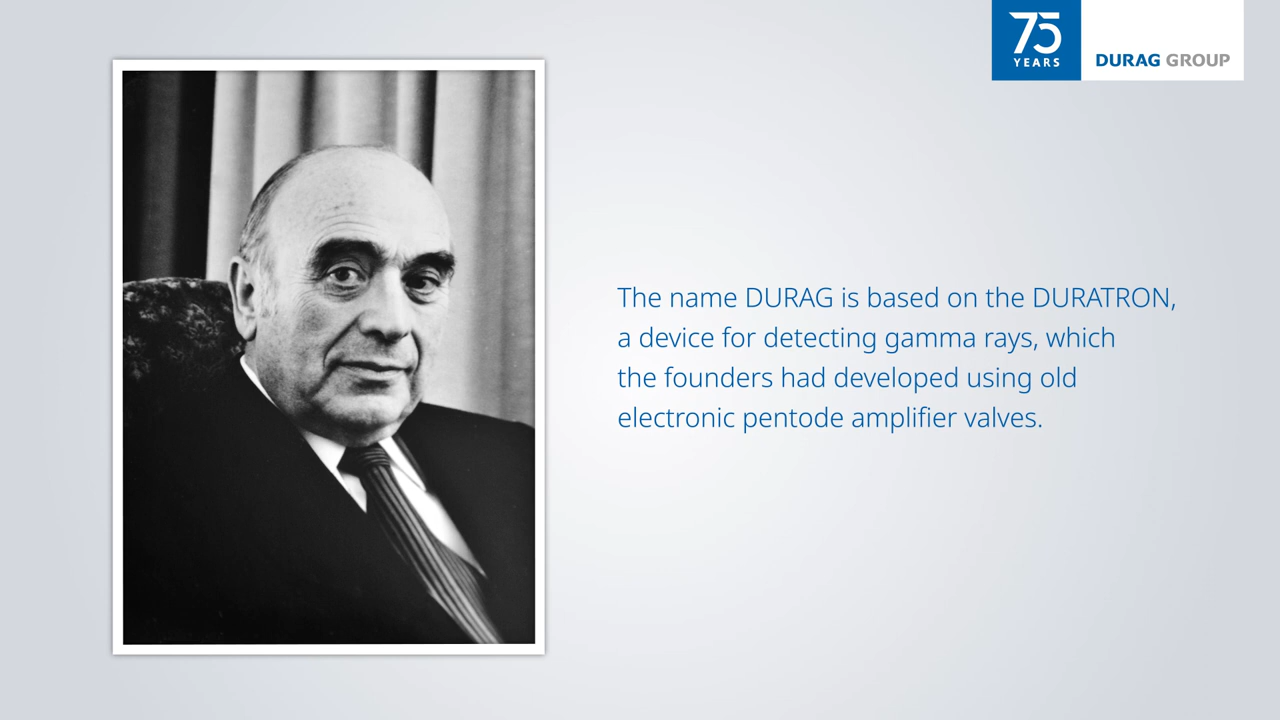 75
YEARS
DURAG GROUP
The name DURAG is based on the DURATRON,
a device for detecting gamma rays, which
the founders had developed using old
electronic pentode amplifier valves.